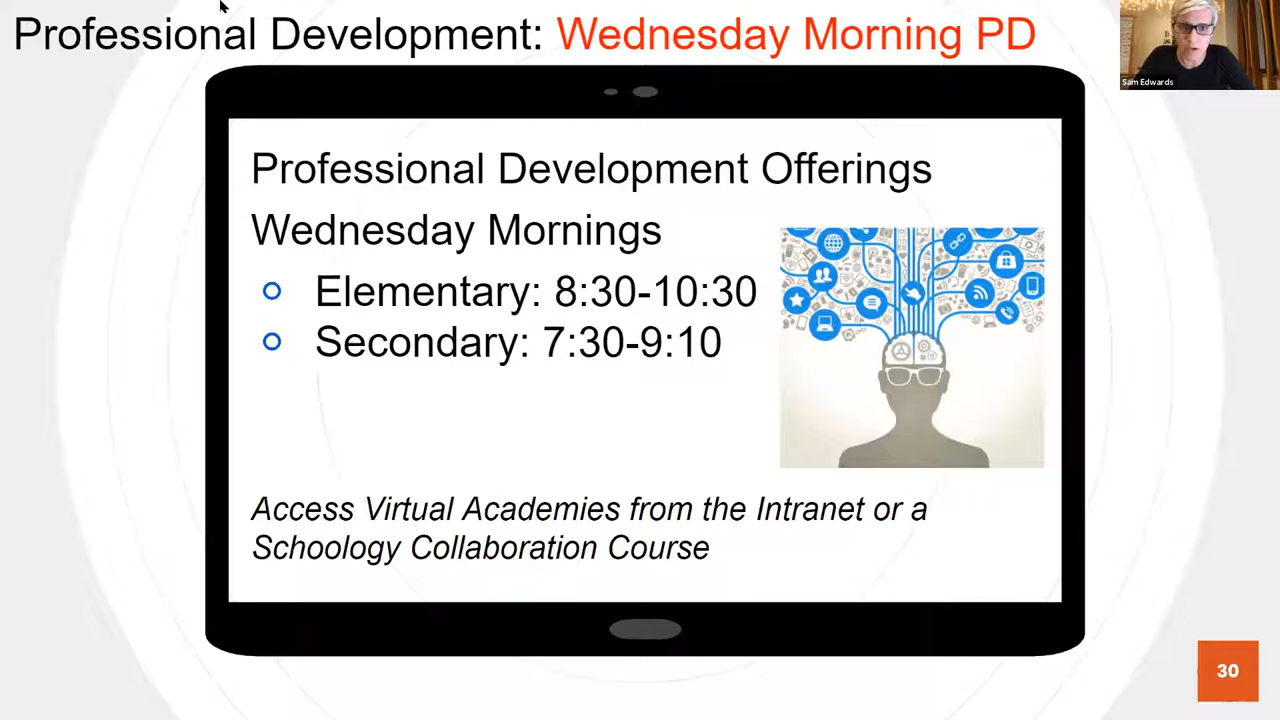 Professional Development: Wednesday Morning PD
Sam Edwards
Professional Development Offerings
Wednesday Mornings
Elementary: 8:30-10:30
Secondary: 7:30-9:10
Access Virtual Academies from the Intranet or a
Schoology Collaboration Course
30